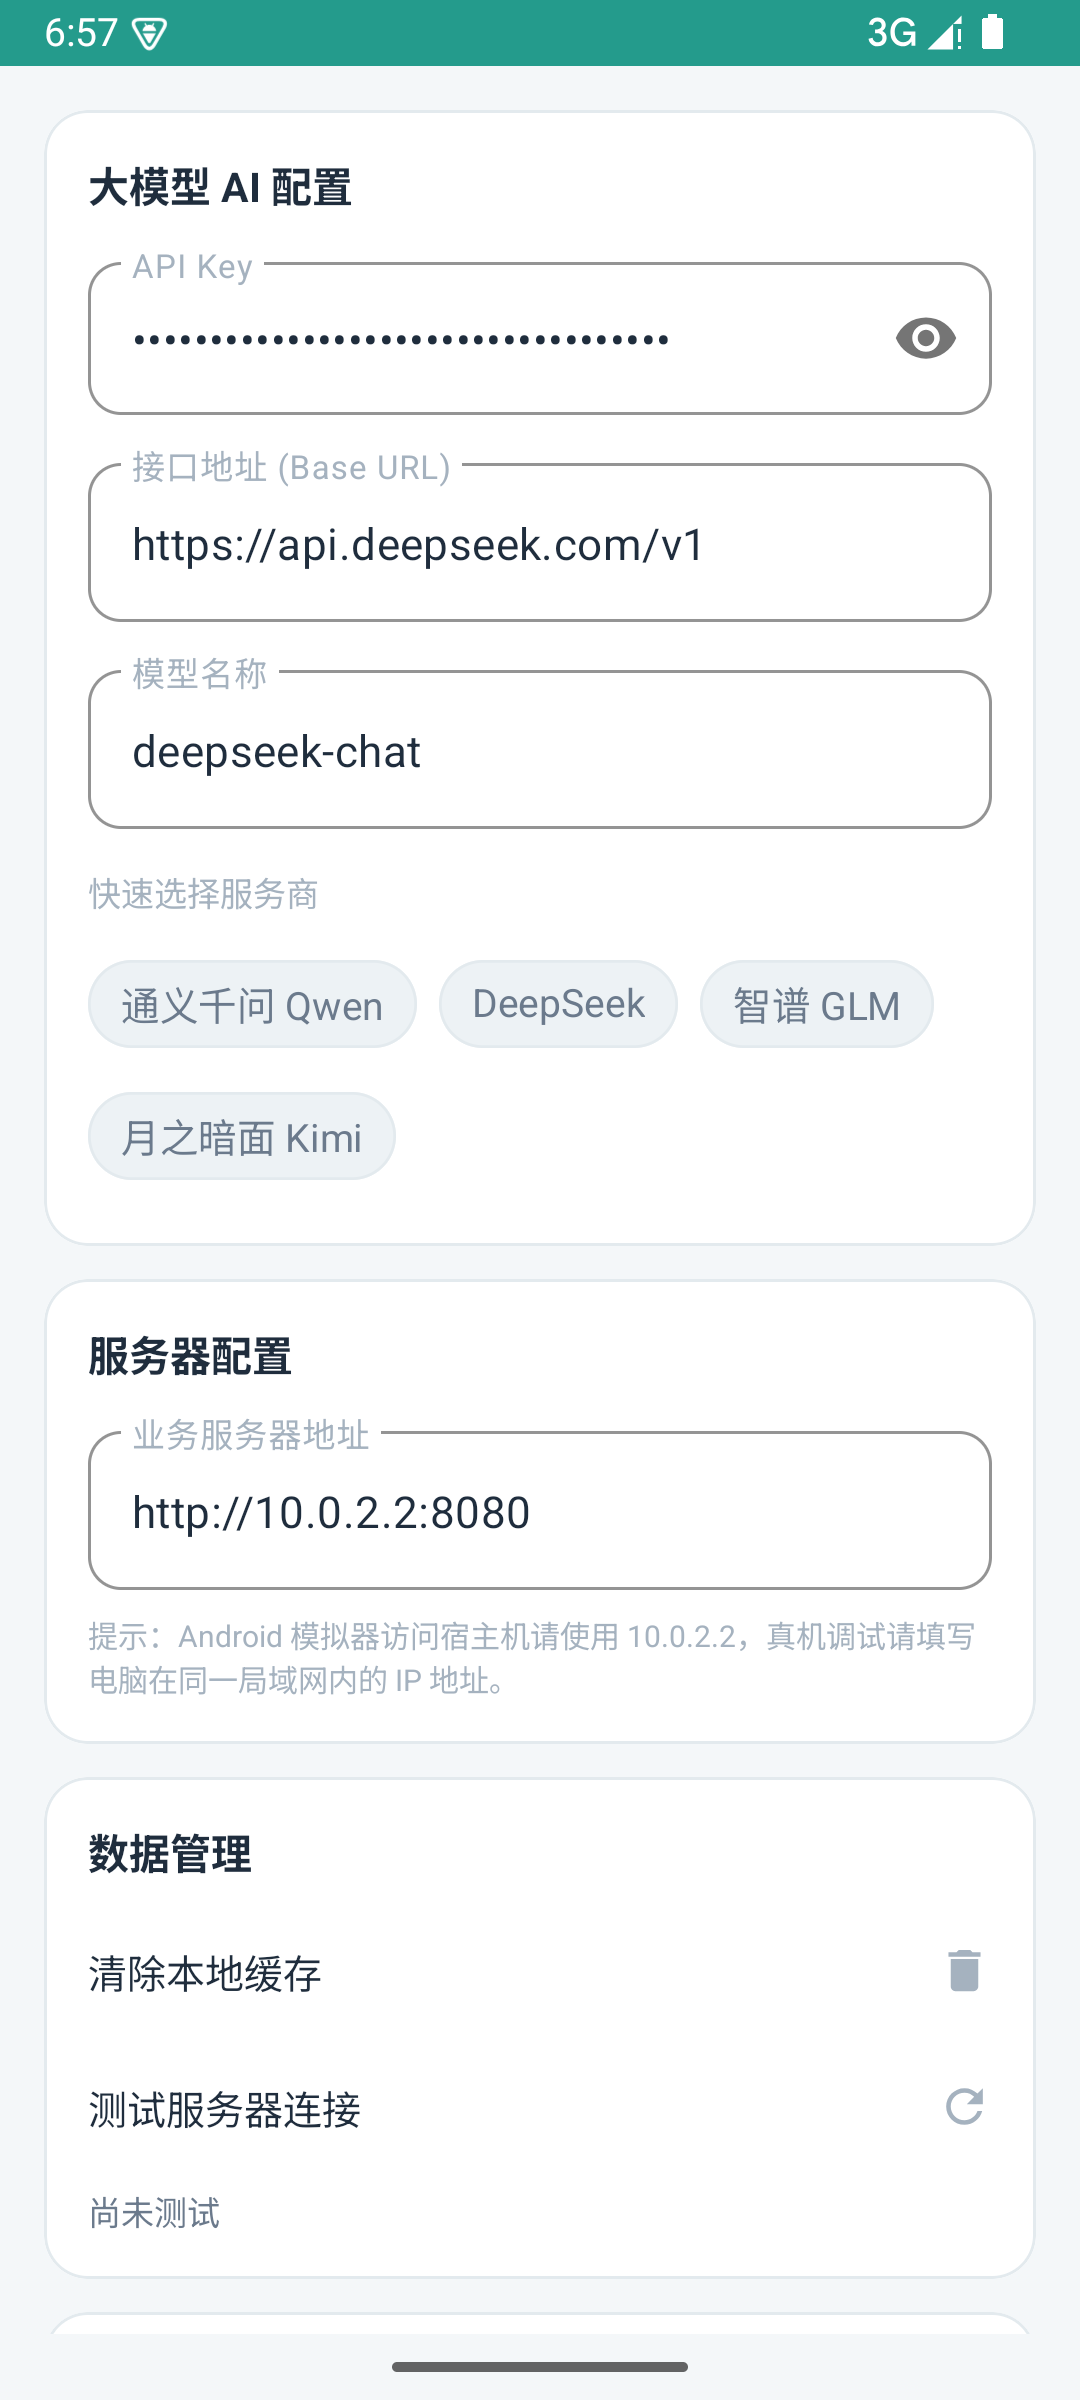 6:57
3G
大模型 AI 配置
API Key
•••••••••••••••••••••••••••••••••••
接口地址 (Base URL)
https://api.deepseek.com/v1
模型名称
deepseek-chat
快速选择服务商
通义千问 Qwen
DeepSeek
智谱 GLM
月之暗面 Kimi
服务器配置
业务服务器地址
http://10.0.2.2:8080
提示：Android 模拟器访问宿主机请使用 10.0.2.2，真机调试请填写
电脑在同一局域网内的 IP 地址。
数据管理
清除本地缓存
测试服务器连接
尚未测试